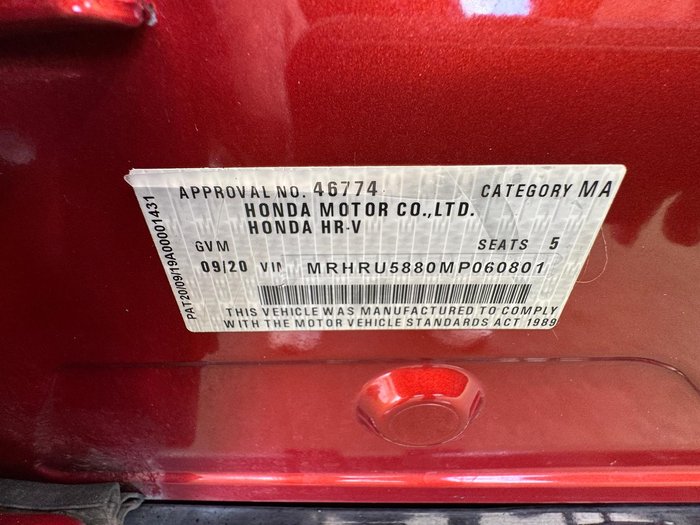 APPROVAL NO. 46774 CATEGORY MA
HONDA MOTOR CO.,LTD.
HONDA HR-V
GVM SEATS 5
09/20 VIN MRHRU5880MP060801
THIS VEHICLE WAS MANUFACTURED TO COMPLY
WITH THE MOTOR VEHICLE STANDARDS ACT 1989
PAT20/09/19A00001431